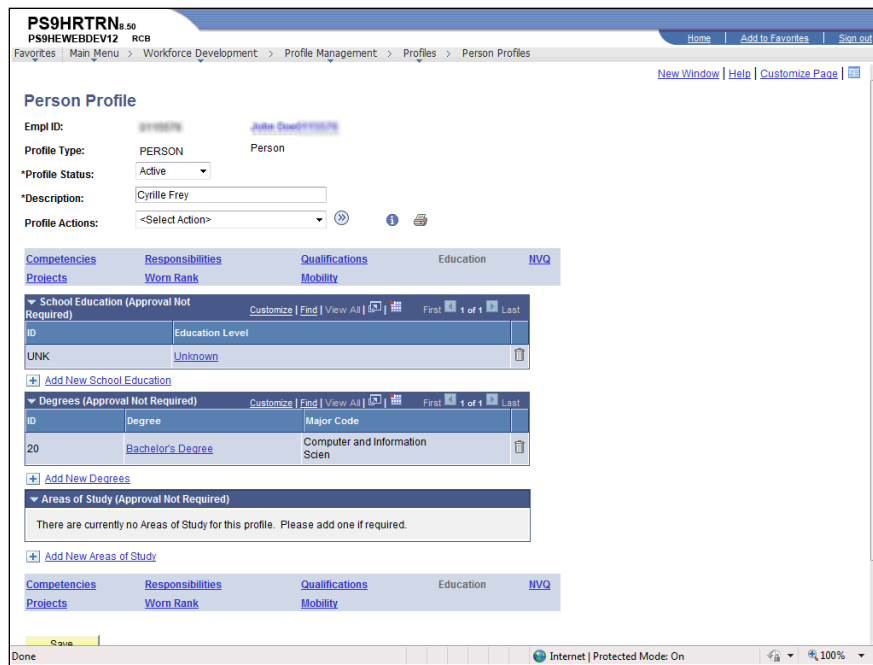 PS9HRTRN8.50
PS9HEWEBDEV12 RCB
Home | Add to Favorites | Sign out
Favorites Main Menu > Workforce Development > Profile Management > Profiles > Person Profiles
New Window | Help | Customize Page |
Person Profile
Empl ID:
Profile Type: PERSON Person
*Profile Status: Active
*Description: Cyrille Frey
Profile Actions: <Select Action>
Competencies Responsibilities Qualifications Education NVQ
Projects Worn Rank Mobility
School Education (Approval Not
Required) Customize | Find | View All | | First 1 of 1 Last
ID Education Level
UNK Unknown
Add New School Education
Degrees (Approval Not Required) Customize | Find | View All | | First 1 of 1 Last
ID Degree Major Code
20 Bachelor's Degree Computer and Information
Scien
Add New Degrees
Areas of Study (Approval Not Required)
There are currently no Areas of Study for this profile. Please add one if required.
Add New Areas of Study
Competencies Responsibilities Qualifications Education NVQ
Projects Worn Rank Mobility
Save
Done Internet | Protected Mode: On 100%